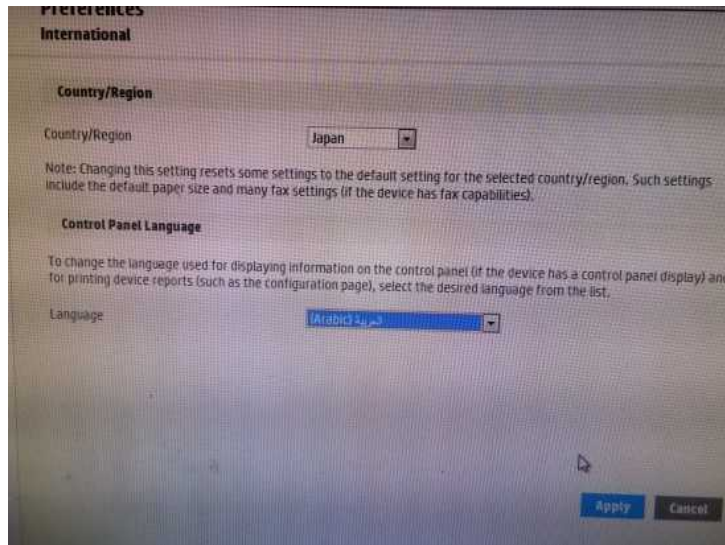 Preferences
International
Country/Region
Country/Region Japan
Note: Changing this setting resets some settings to the default setting for the selected country/region. Such settings
include the default paper size and many fax settings (if the device has fax capabilities).
Control Panel Language
To change the language used for displaying information on the control panel (if the device has a control panel display) and
for printing device reports (such as the configuration page), select the desired language from the list.
Language العربية (Arabic)
Apply Cancel